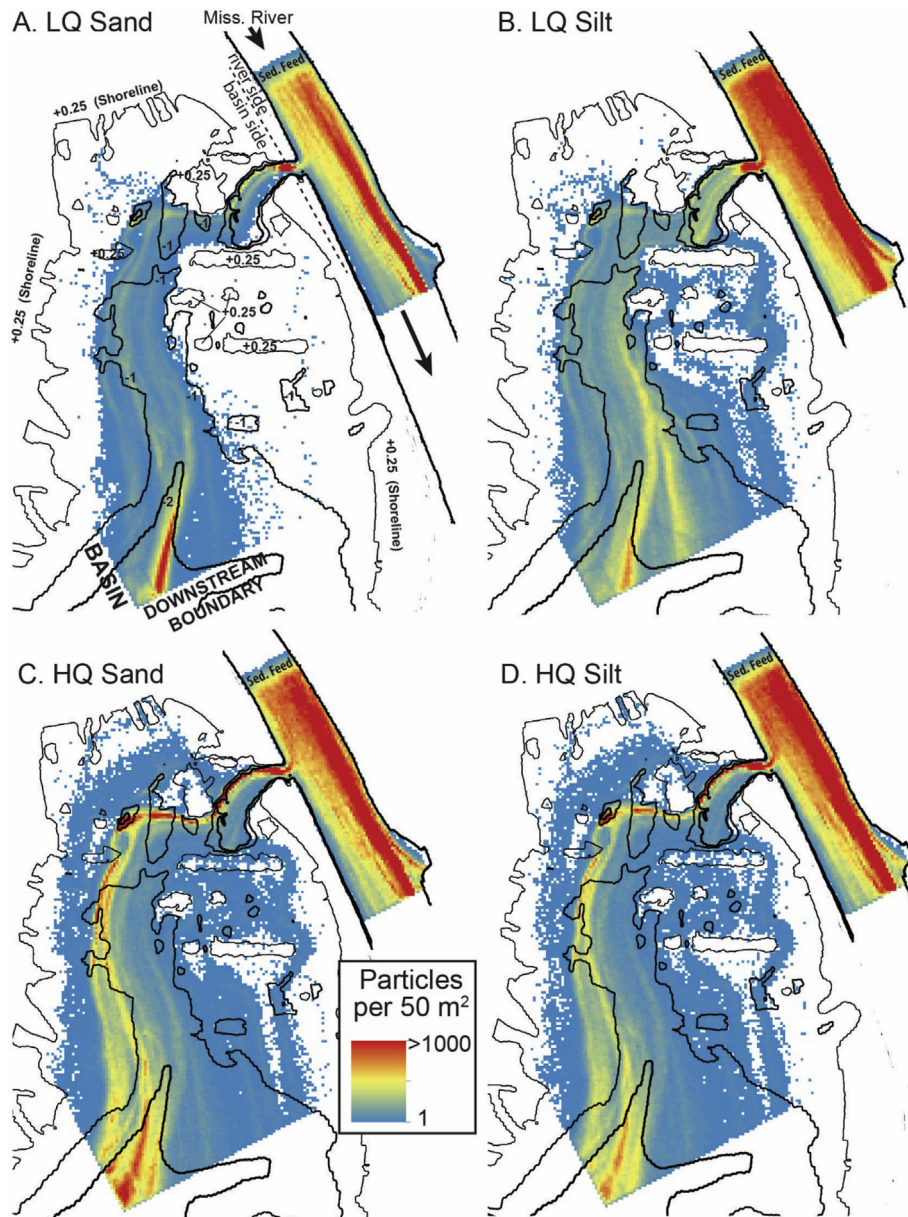 A. LQ Sand
Miss. River
B. LQ Silt
Sed. Feed
Sed. Feed
river side
basin side
+0.25 (Shoreline)
+0.25
-1
-1
+0.25
+0.25
+0.25 (Shoreline)
+0.25
+0.25
-1
-1
-1
-1
-2
+0.25 (Shoreline)
BASIN
DOWNSTREAM
BOUNDARY
C. HQ Sand
D. HQ Silt
Sed. Feed
Sed. Feed
Particles
per 50 m²
>1000
1